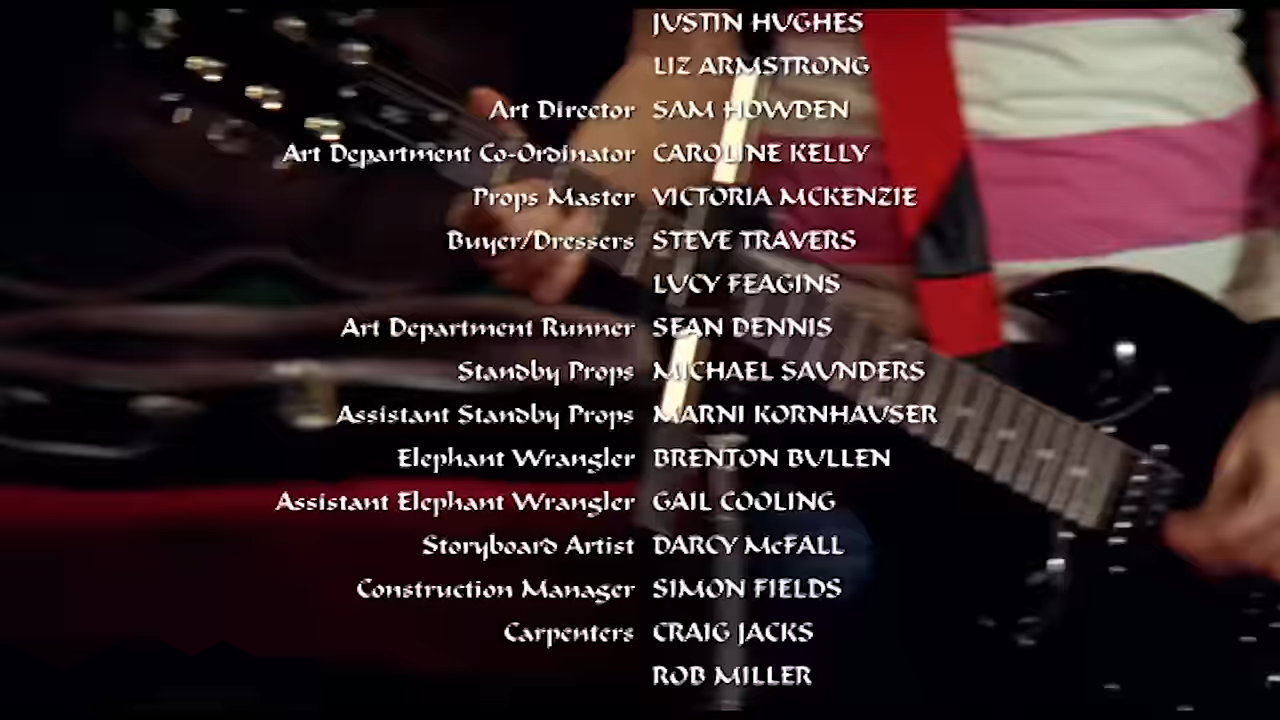 JUSTIN HUGHES
LIZ ARMSTRONG
Art Director SAM HOWDEN
Art Department Co-Ordinator CAROLINE KELLY
Props Master VICTORIA MCKENZIE
Buyer/Dressers STEVE TRAVERS
LUCY FEAGINS
Art Department Runner SEAN DENNIS
Standby Props MICHAEL SAUNDERS
Assistant Standby Props MARNI KORNHAUSER
Elephant Wrangler BRENTON BULLEN
Assistant Elephant Wrangler GAIL COOLING
Storyboard Artist DARCY McFALL
Construction Manager SIMON FIELDS
Carpenters CRAIG JACKS
ROB MILLER